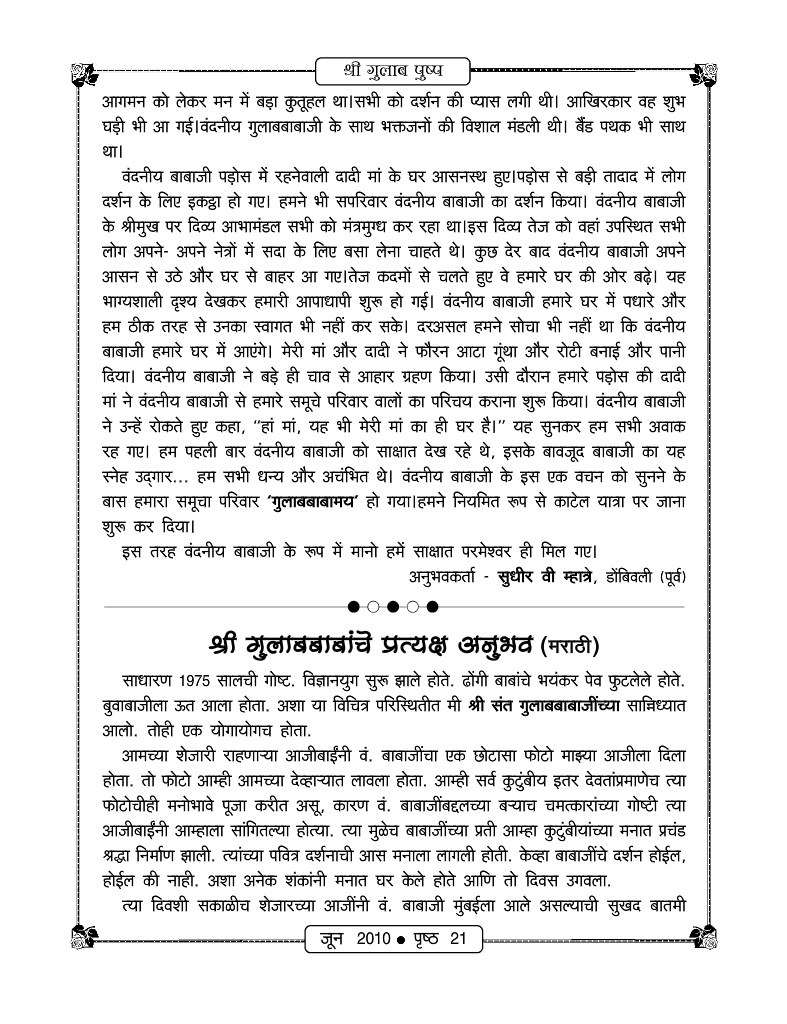 श्री गुलाब पुष्प
आगमन को लेकर मन में बड़ा कुतूहल था।सभी को दर्शन की प्यास लगी थी। आखिरकार वह शुभ
घड़ी भी आ गई।वंदनीय गुलाबबाबाजी के साथ भक्तजनों की विशाल मंडली थी। बैंड पथक भी साथ
था।
वंदनीय बाबाजी पड़ोस में रहनेवाली दादी मां के घर आसनस्थ हुए।पड़ोस से बड़ी तादाद में लोग
दर्शन के लिए इकठ्ठा हो गए। हमने भी सपरिवार वंदनीय बाबाजी का दर्शन किया। वंदनीय बाबाजी
के श्रीमुख पर दिव्य आभामंडल सभी को मंत्रमुग्ध कर रहा था।इस दिव्य तेज को वहां उपस्थित सभी
लोग अपने- अपने नेत्रों में सदा के लिए बसा लेना चाहते थे। कुछ देर बाद वंदनीय बाबाजी अपने
आसन से उठे और घर से बाहर आ गए।तेज कदमों से चलते हुए वे हमारे घर की ओर बढ़े। यह
भाग्यशाली दृश्य देखकर हमारी आपाधापी शुरू हो गई। वंदनीय बाबाजी हमारे घर में पधारे और
हम ठीक तरह से उनका स्वागत भी नहीं कर सके। दरअसल हमने सोचा भी नहीं था कि वंदनीय
बाबाजी हमारे घर में आएंगे। मेरी मां और दादी ने फौरन आटा गूंथा और रोटी बनाई और पानी
दिया। वंदनीय बाबाजी ने बड़े ही चाव से आहार ग्रहण किया। उसी दौरान हमारे पड़ोस की दादी
मां ने वंदनीय बाबाजी से हमारे समूचे परिवार वालों का परिचय कराना शुरू किया। वंदनीय बाबाजी
ने उन्हें रोकते हुए कहा, ‘‘हां मां, यह भी मेरी मां का ही घर है।’’ यह सुनकर हम सभी अवाक
रह गए। हम पहली बार वंदनीय बाबाजी को साक्षात देख रहे थे, इसके बावजूद बाबाजी का यह
स्नेह उद्‌गार... हम सभी धन्य और अचंभित थे। वंदनीय बाबाजी के इस एक वचन को सुनने के
बास हमारा समूचा परिवार ‘गुलाबबाबामय’ हो गया।हमने नियमित रूप से काटेल यात्रा पर जाना
शुरू कर दिया।
इस तरह वंदनीय बाबाजी के रूप में मानो हमें साक्षात परमेश्वर ही मिल गए।
अनुभवकर्ता - सुधीर वी म्हात्रे, डोंबिवली (पूर्व)
श्री गुलाबबाबांचे प्रत्यक्ष अनुभव (मराठी)
साधारण 1975 सालची गोष्ट. विज्ञानयुग सुरू झाले होते. ढोंगी बाबांचे भयंकर पेव फुटलेले होते.
बुवाबाजीला ऊत आला होता. अशा या विचित्र परिस्थितीत मी श्री संत गुलाबबाबाजींच्या सान्निध्यात
आलो. तोही एक योगायोगच होता.
आमच्या शेजारी राहणाऱ्या आजीबाईंनी वं. बाबाजींचा एक छोटासा फोटो माझ्या आजीला दिला
होता. तो फोटो आम्ही आमच्या देव्हाऱ्यात लावला होता. आम्ही सर्व कुटुंबीय इतर देवतांप्रमाणेच त्या
फोटोचीही मनोभावे पूजा करीत असू, कारण वं. बाबाजींबद्दलच्या बऱ्याच चमत्कारांच्या गोष्टी त्या
आजीबाईंनी आम्हाला सांगितल्या होत्या. त्या मुळेच बाबाजींच्या प्रती आम्हा कुटुंबीयांच्या मनात प्रचंड
श्रद्धा निर्माण झाली. त्यांच्या पवित्र दर्शनाची आस मनाला लागली होती. केव्हा बाबाजींचे दर्शन होईल,
होईल की नाही. अशा अनेक शंकांनी मनात घर केले होते आणि तो दिवस उगवला.
त्या दिवशी सकाळीच शेजारच्या आजींनी वं. बाबाजी मुंबईला आले असल्याची सुखद बातमी
जून 2010 ● पृष्ठ 21